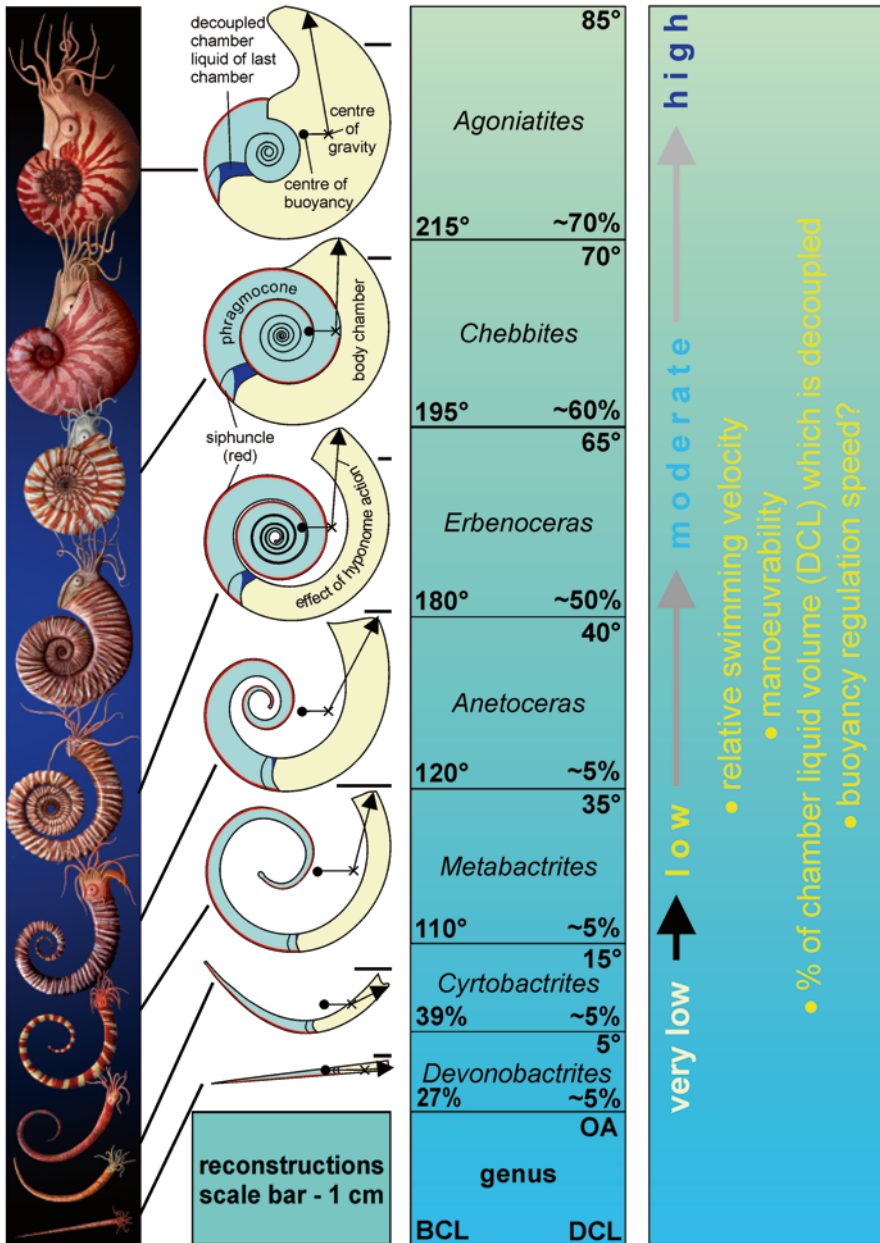 decoupled
chamber
liquid of last
chamber
centre
of
gravity
centre of
buoyancy
phragmocone
body chamber
siphuncle
(red)
effect of hyponome action
reconstructions
scale bar - 1 cm
85°
Agoniatites
215° ~70%
70°
Chebbites
195° ~60%
65°
Erbenoceras
180° ~50%
40°
Anetoceras
120° ~5%
35°
Metabactrites
110° ~5%
15°
Cyrtobactrites
39% ~5%
5°
Devonobactrites
27% ~5%
OA
genus
BCL DCL
high
moderate
low
very low
• relative swimming velocity
• manoeuvrability
• % of chamber liquid volume (DCL) which is decoupled
• buoyancy regulation speed?